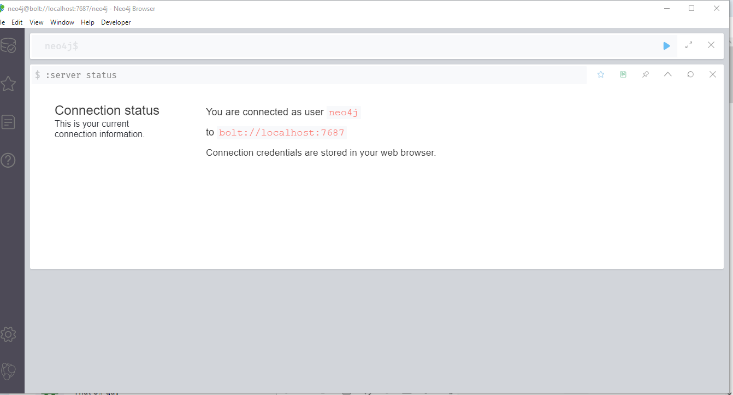 neo4j@bolt://localhost:7687/neo4j - Neo4j Browser
le Edit View Window Help Developer
neo4j$
$ :server status
Connection status
This is your current
connection information.
You are connected as user neo4j
to bolt://localhost:7687
Connection credentials are stored in your web browser.